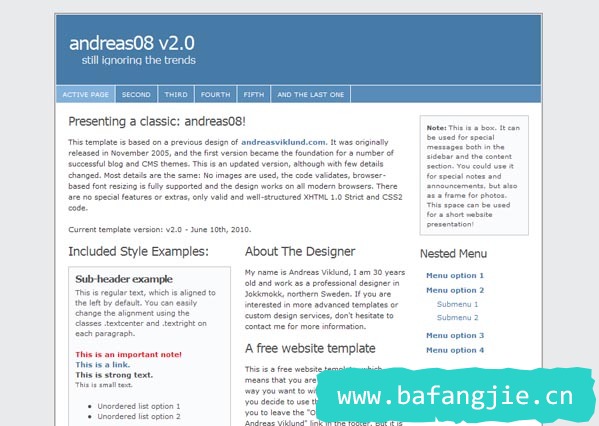 andreas08 v2.0
still ignoring the trends
ACTIVE PAGE
SECOND
THIRD
FOURTH
FIFTH
AND THE LAST ONE
Presenting a classic: andreas08!
This template is based on a previous design of andreasviklund.com. It was originally
released in November 2005, and the first version became the foundation for a number of
successful blog and CMS themes. This is an updated version, although with few details
changed. Most details are the same: No images are used, the code validates, browser-
based font resizing is fully supported and the design works on all modern browsers. There
are no special features or extras, only valid and well-structured XHTML 1.0 Strict and CSS2
code.
Current template version: v2.0 - June 10th, 2010.
Included Style Examples:
Sub-header example
This is regular text, which is aligned to
the left by default. You can easily
change the alignment using the
classes .textcenter and .textright on
each paragraph.
This is an important note!
This is a link.
This is strong text.
This is small text.
• Unordered list option 1
• Unordered list option 2
About The Designer
My name is Andreas Viklund, I am 30 years
old and work as a professional designer in
Jokkmokk, northern Sweden. If you are
interested in more advanced templates or
custom design services, don't hesitate to
contact me for more information.
A free website template
This is a free website template, which
means that you are
way you want to wi
you decide to use th
you to leave the "O
Andreas Viklund" link in the footer. But it is
Note: This is a box. It can
be used for special
messages both in the
sidebar and the content
section. You could use it
for special notes and
announcements, but also
as a frame for photos.
This space can be used
for a short website
presentation!
Nested Menu
Menu option 1
Menu option 2
Submenu 1
Submenu 2
Menu option 3
Menu option 4
www.bafangjie.cn